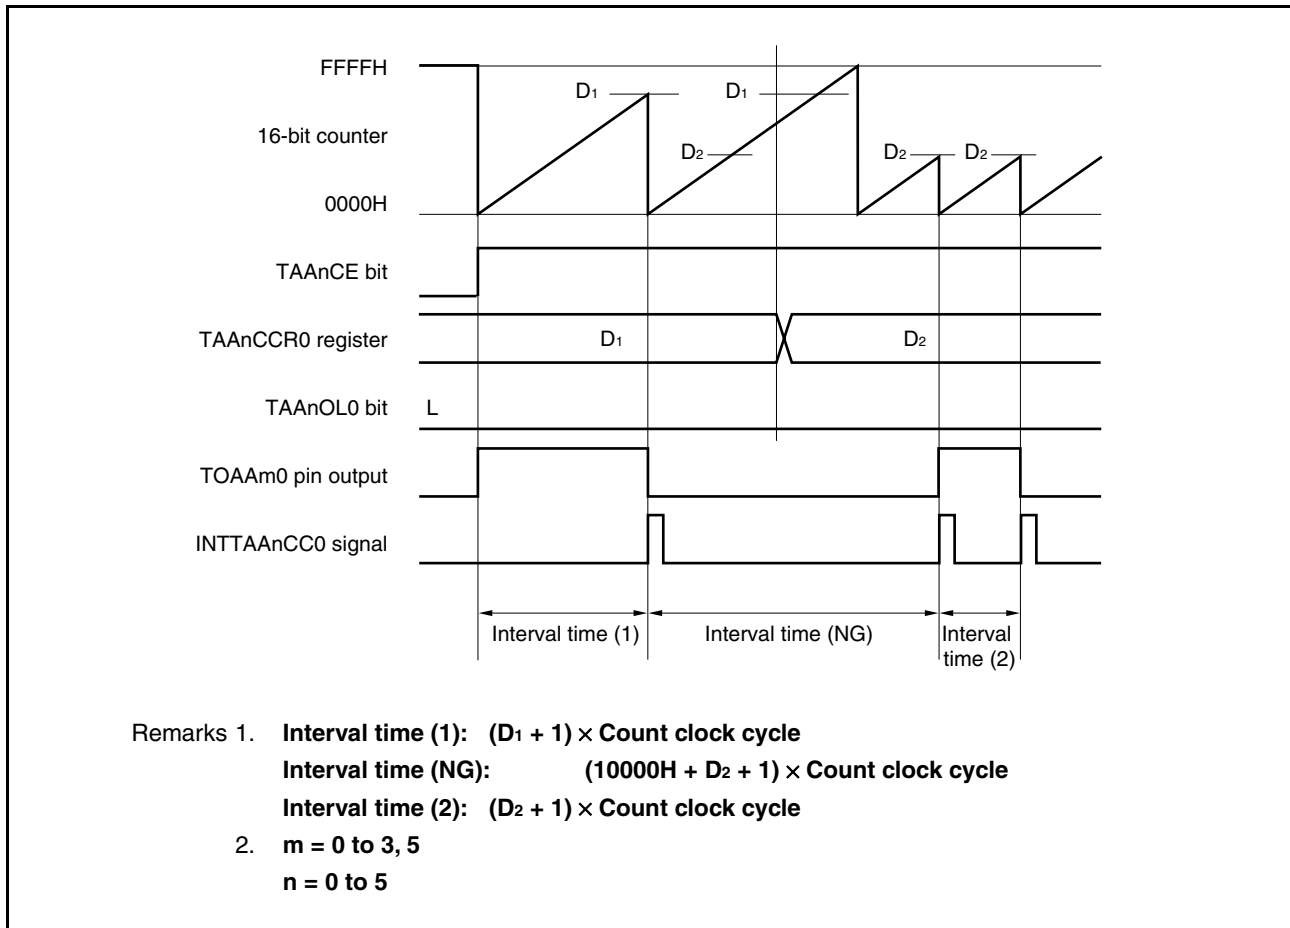 FFFFH
D1
D1
16-bit counter
D2
D2
D2
0000H
TAAnCE bit
TAAnCCR0 register
D1
D2
TAAnOL0 bit
L
TOAAm0 pin output
INTTAAnCC0 signal
Interval time (1)
Interval time (NG)
Interval
time (2)
Remarks 1. Interval time (1): (D1 + 1) × Count clock cycle
Interval time (NG): (10000H + D2 + 1) × Count clock cycle
Interval time (2): (D2 + 1) × Count clock cycle
2. m = 0 to 3, 5
n = 0 to 5